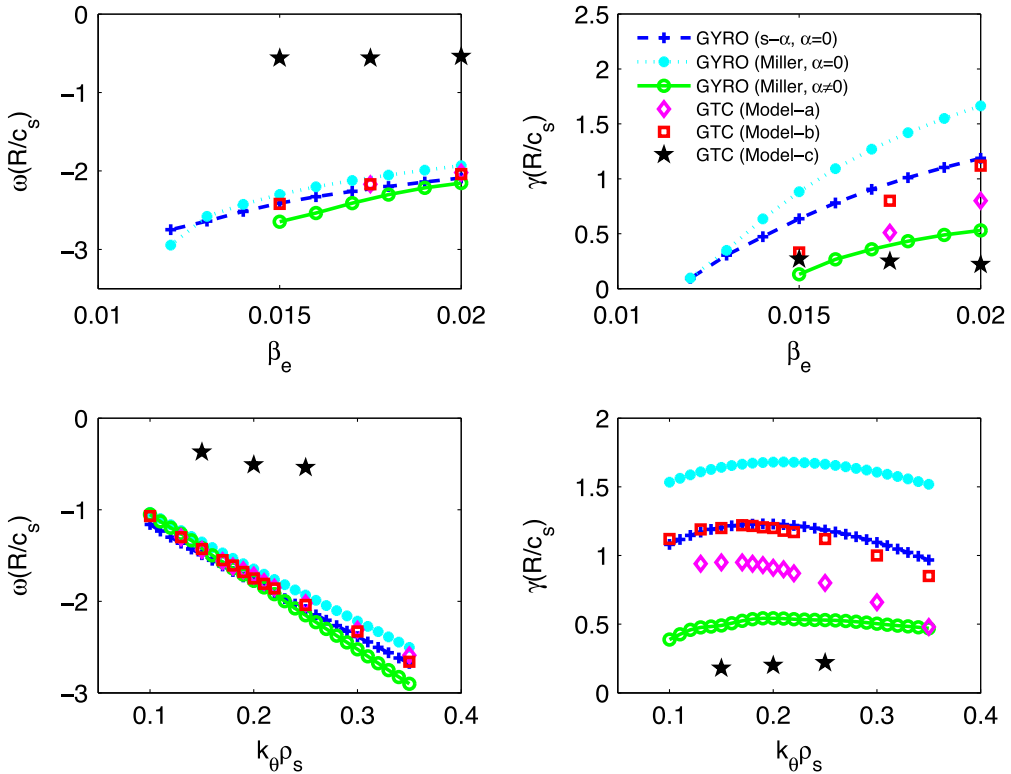 0
−1
−2
−3
ω(R/c_s)
0.01
0.015
0.02
β_e
2.5
2
1.5
1
0.5
0
γ(R/c_s)
0.01
0.015
0.02
β_e
GYRO (s−α, α=0)
GYRO (Miller, α=0)
GYRO (Miller, α≠0)
GTC (Model−a)
GTC (Model−b)
GTC (Model−c)
0
−1
−2
−3
ω(R/c_s)
0.1
0.2
0.3
0.4
k_θρ_s
2
1.5
1
0.5
0
γ(R/c_s)
0.1
0.2
0.3
0.4
k_θρ_s